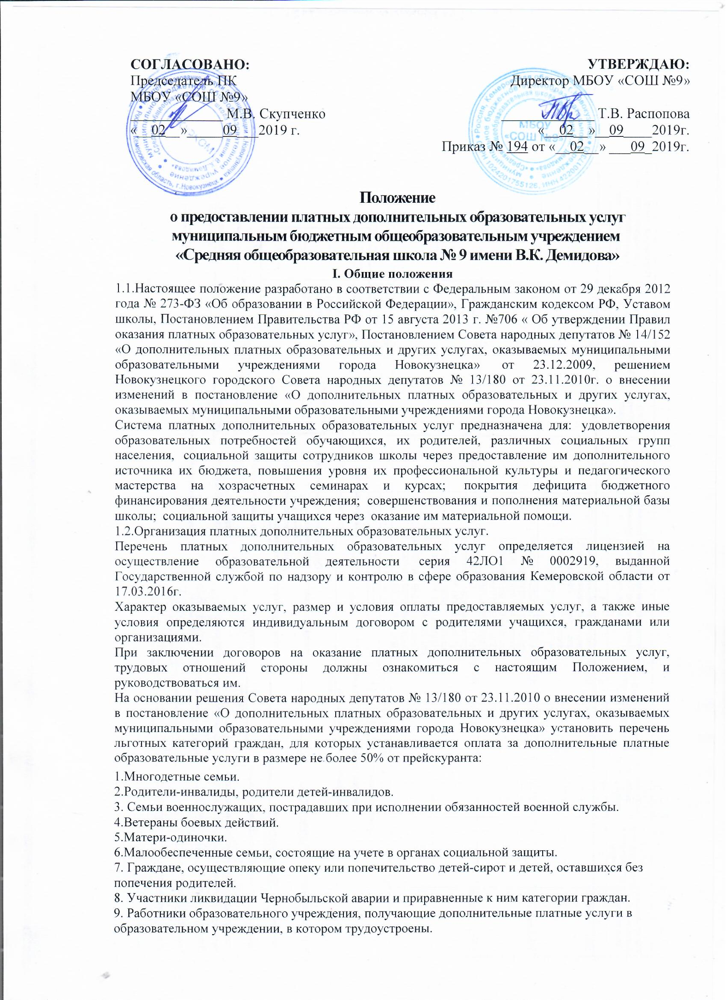 СОГЛАСОВАНО:
Председатель ПК
МБОУ «СОШ №9»
_____________ М.В. Скупченко
«__02__»_____09___2019 г.
УТВЕРЖДАЮ:
Директор МБОУ «СОШ №9»
_____________ Т.В. Распопова
«__02__»__09____2019г.
Приказ № 194 от «__02__» ___09_2019г.
МБОУ
«СОШ №9»
Положение
о предоставлении платных дополнительных образовательных услуг
муниципальным бюджетным общеобразовательным учреждением
«Средняя общеобразовательная школа № 9 имени В.К. Демидова»
I. Общие положения
1.1.Настоящее положение разработано в соответствии с Федеральным законом от 29 декабря 2012
года № 273-ФЗ «Об образовании в Российской Федерации», Гражданским кодексом РФ, Уставом
школы, Постановлением Правительства РФ от 15 августа 2013 г. №706 « Об утверждении Правил
оказания платных образовательных услуг», Постановлением Совета народных депутатов № 14/152
«О дополнительных платных образовательных и других услугах, оказываемых муниципальными
образовательными учреждениями города Новокузнецка» от 23.12.2009, решением
Новокузнецкого городского Совета народных депутатов № 13/180 от 23.11.2010г. о внесении
изменений в постановление «О дополнительных платных образовательных и других услугах,
оказываемых муниципальными образовательными учреждениями города Новокузнецка».
Система платных дополнительных образовательных услуг предназначена для: удовлетворения
образовательных потребностей обучающихся, их родителей, различных социальных групп
населения, социальной защиты сотрудников школы через предоставление им дополнительного
источника их бюджета, повышения уровня их профессиональной культуры и педагогического
мастерства на хозрасчетных семинарах и курсах; покрытия дефицита бюджетного
финансирования деятельности учреждения; совершенствования и пополнения материальной базы
школы; социальной защиты учащихся через оказание им материальной помощи.
1.2.Организация платных дополнительных образовательных услуг.
Перечень платных дополнительных образовательных услуг определяется лицензией на
осуществление образовательной деятельности серия 42ЛО1 № 0002919, выданной
Государственной службой по надзору и контролю в сфере образования Кемеровской области от
17.03.2016г.
Характер оказываемых услуг, размер и условия оплаты предоставляемых услуг, а также иные
условия определяются индивидуальным договором с родителями учащихся, гражданами или
организациями.
При заключении договоров на оказание платных дополнительных образовательных услуг,
трудовых отношений стороны должны ознакомиться с настоящим Положением, и
руководствоваться им.
На основании решения Совета народных депутатов № 13/180 от 23.11.2010 о внесении изменений
в постановление «О дополнительных платных образовательных и других услугах, оказываемых
муниципальными образовательными учреждениями города Новокузнецка» установить перечень
льготных категорий граждан, для которых устанавливается оплата за дополнительные платные
образовательные услуги в размере не более 50% от прейскуранта:
1.Многодетные семьи.
2.Родители-инвалиды, родители детей-инвалидов.
3. Семьи военнослужащих, пострадавших при исполнении обязанностей военной службы.
4.Ветераны боевых действий.
5.Матери-одиночки.
6.Малообеспеченные семьи, состоящие на учете в органах социальной защиты.
7. Граждане, осуществляющие опеку или попечительство детей-сирот и детей, оставшихся без
попечения родителей.
8. Участники ликвидации Чернобыльской аварии и приравненные к ним категории граждан.
9. Работники образовательного учреждения, получающие дополнительные платные услуги в
образовательном учреждении, в котором трудоустроены.